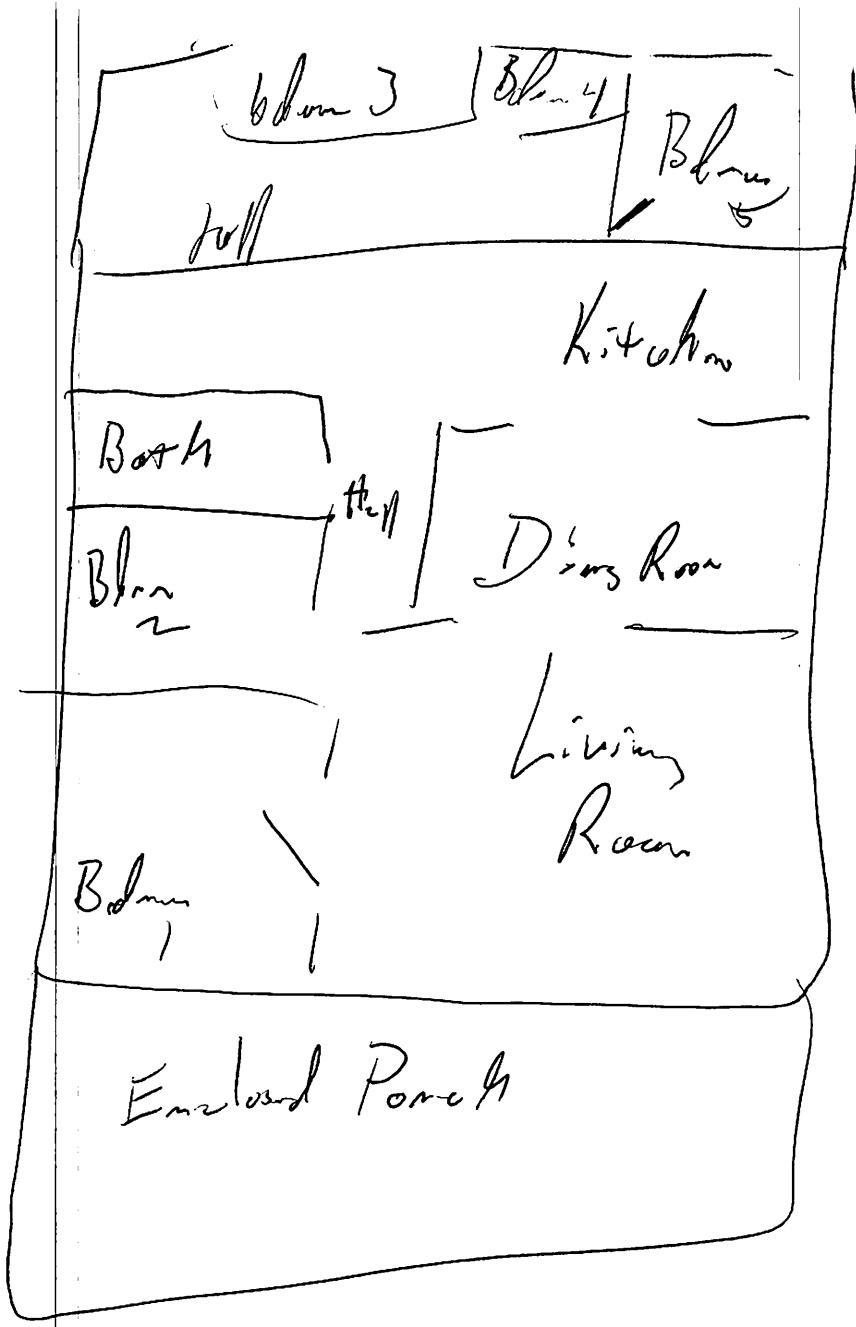 bdrm 3
Bdrm 4
Bdrm
5
Hall
Kitchen
Bath
Hall
Bdrm
2
Dining Room
Living
Room
Bdrm
1
Enclosed Porch